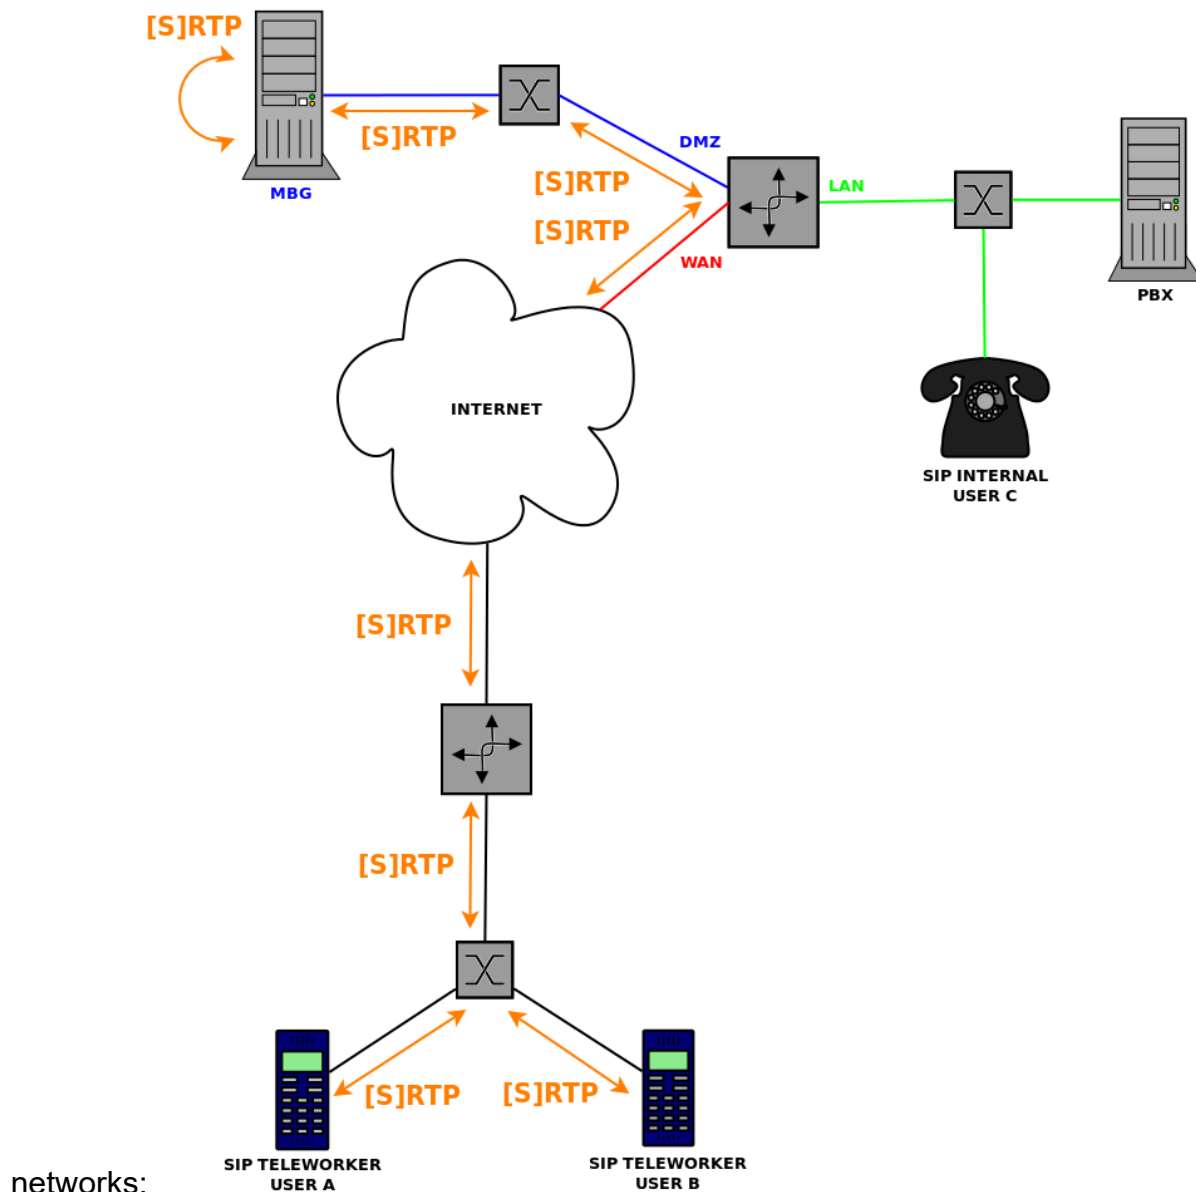 [S]RTP
[S]RTP
MBG
DMZ
[S]RTP
LAN
[S]RTP
WAN
PBX
INTERNET
SIP INTERNAL
USER C
[S]RTP
[S]RTP
[S]RTP
[S]RTP
SIP TELEWORKER
USER A
SIP TELEWORKER
USER B
networks: